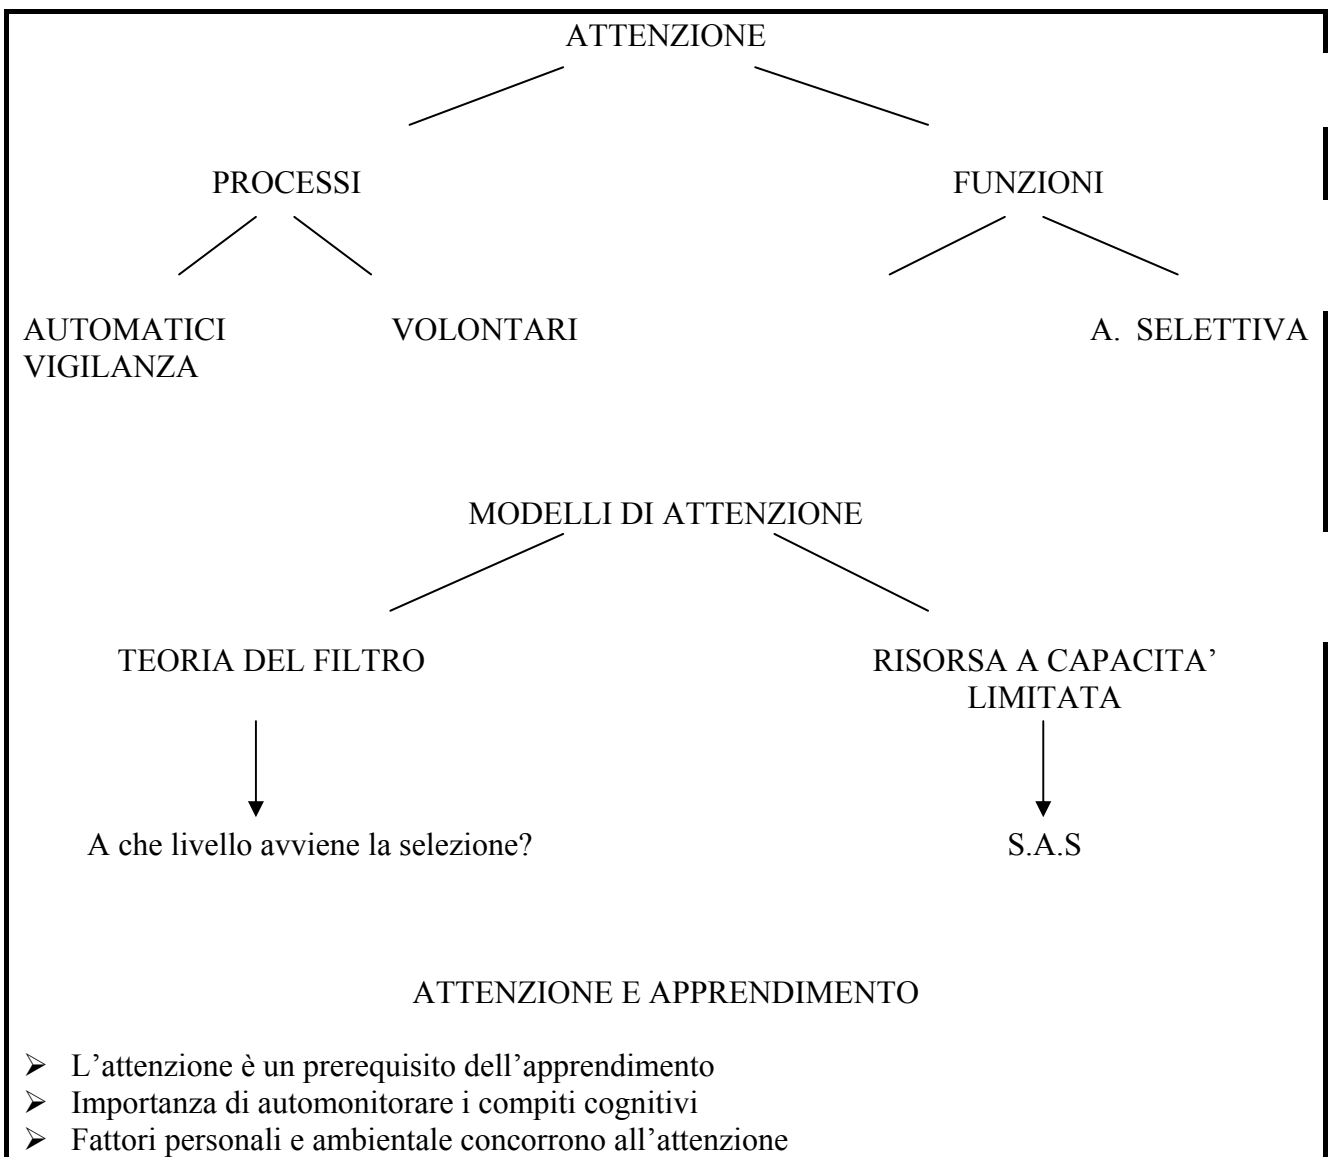 ATTENZIONE
PROCESSI FUNZIONI
AUTOMATICI VOLONTARI A. SELETTIVA
VIGILANZA
MODELLI DI ATTENZIONE
TEORIA DEL FILTRO RISORSA A CAPACITA’
LIMITATA
A che livello avviene la selezione? S.A.S
ATTENZIONE E APPRENDIMENTO
➢ L’attenzione è un prerequisito dell’apprendimento
➢ Importanza di automonitorare i compiti cognitivi
➢ Fattori personali e ambientale concorrono all’attenzione